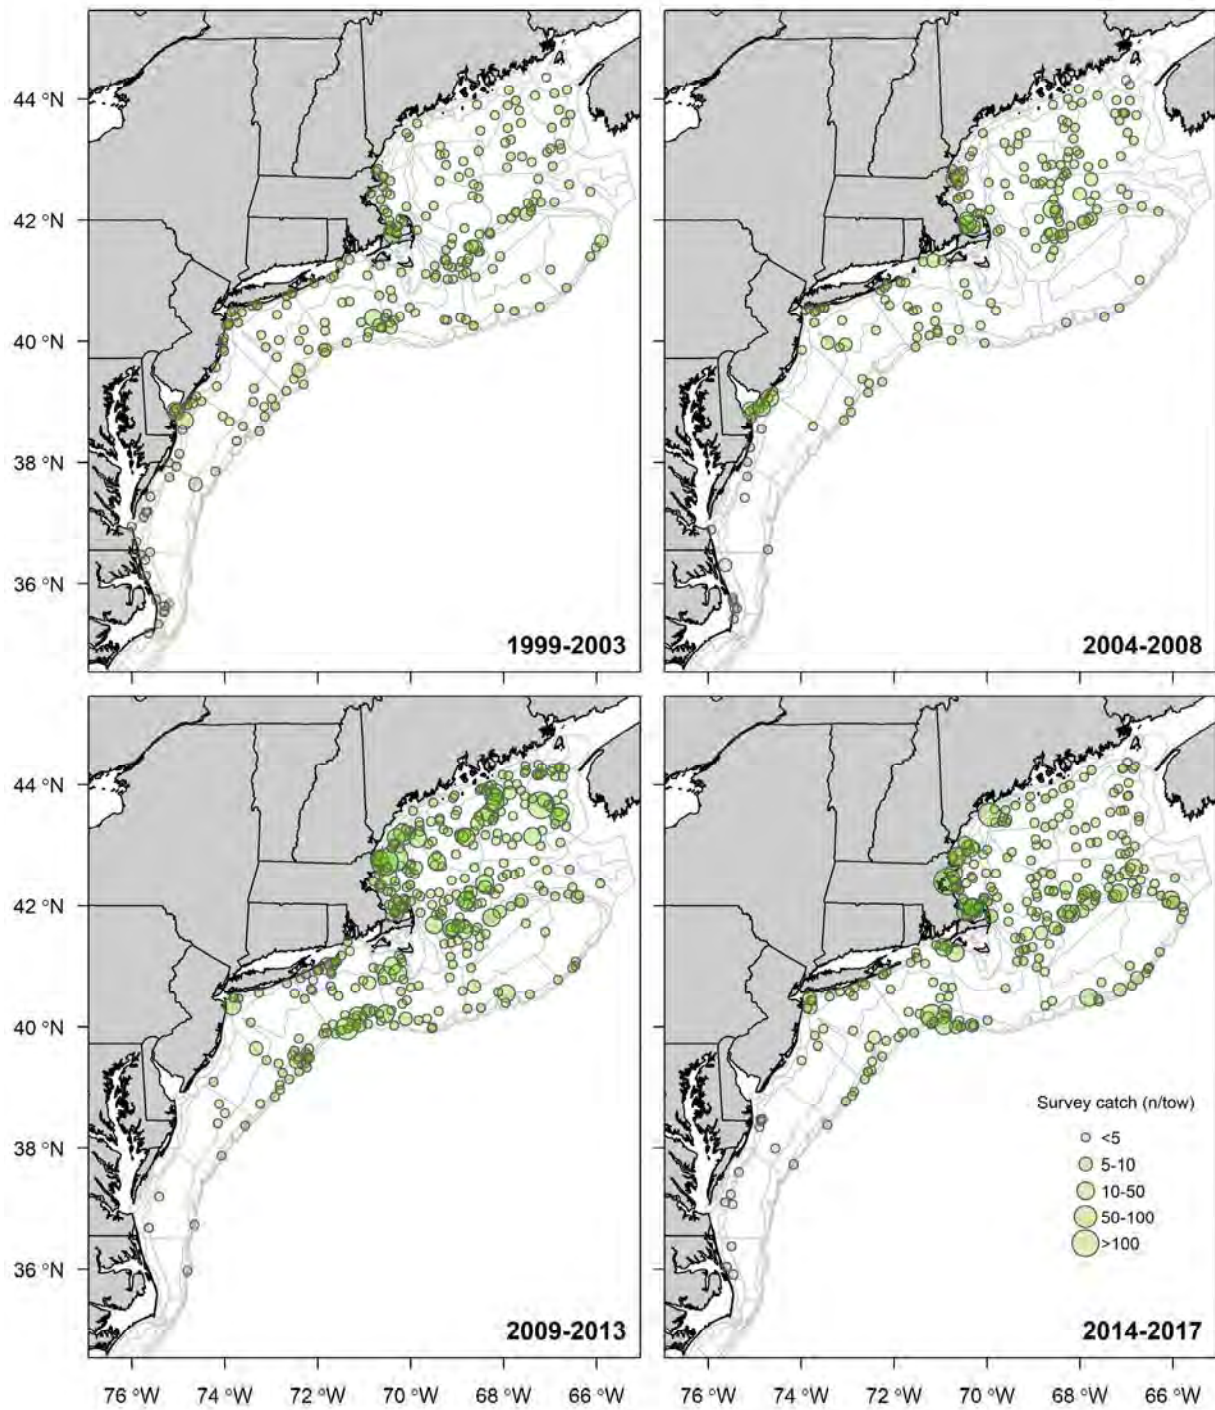 44 °N
42 °N
40 °N
38 °N
36 °N
1999-2003
2004-2008
44 °N
42 °N
40 °N
38 °N
36 °N
Survey catch (n/tow)
<5
5-10
10-50
50-100
>100
2009-2013
2014-2017
76 °W 74 °W 72 °W 70 °W 68 °W 66 °W 76 °W 74 °W 72 °W 70 °W 68 °W 66 °W